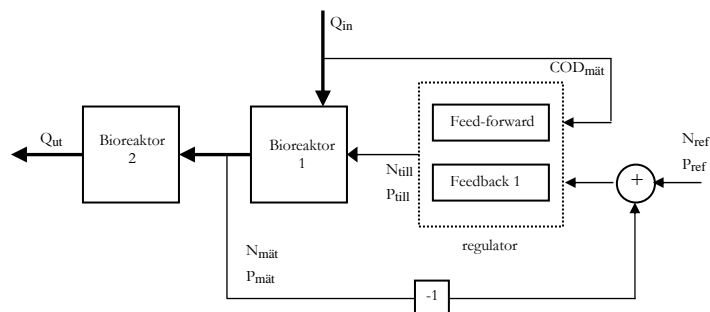 Qin
CODmät
Feed-forward
Qut
Bioreaktor
2
Bioreaktor
1
Nref
Pref
Ntill
Ptill
Feedback 1
+
regulator
Nmät
Pmät
-1